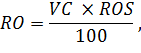 RO = VC × ROS / 100 ,